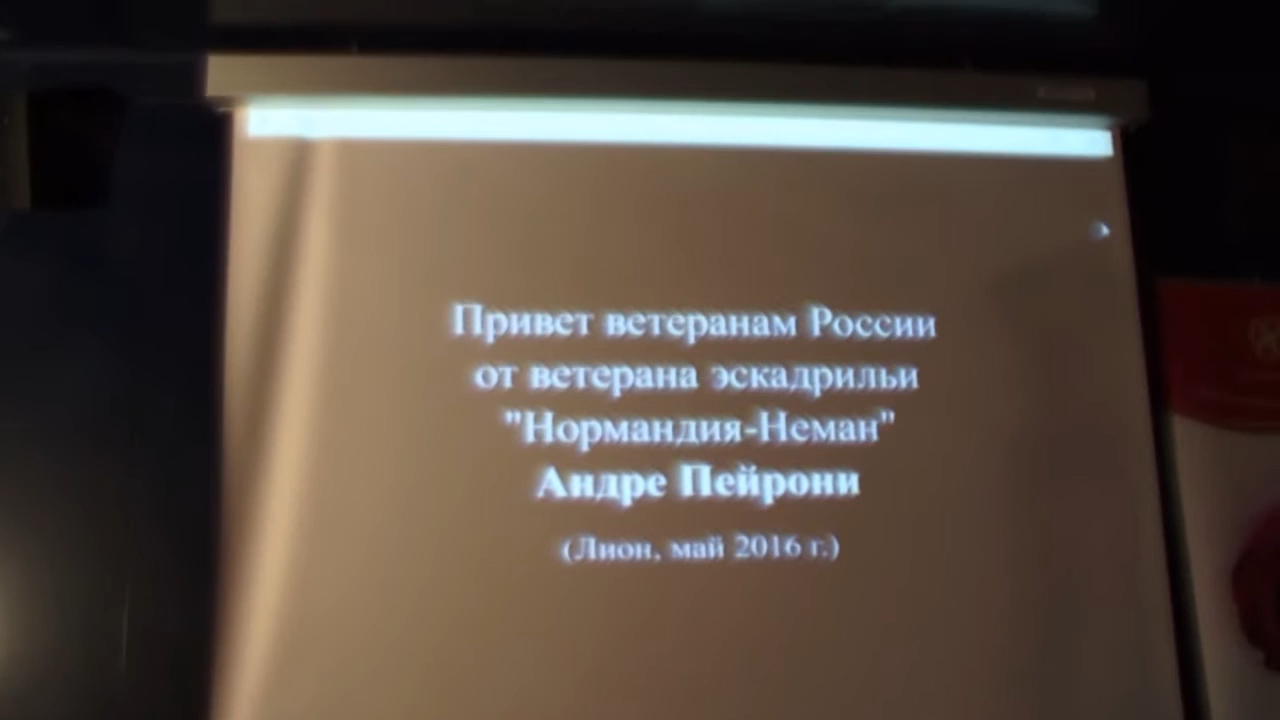 Привет ветеранам России
от ветерана эскадрильи
"Нормандия-Неман"
Андре Пейрони
(Лион, май 2016 г.)